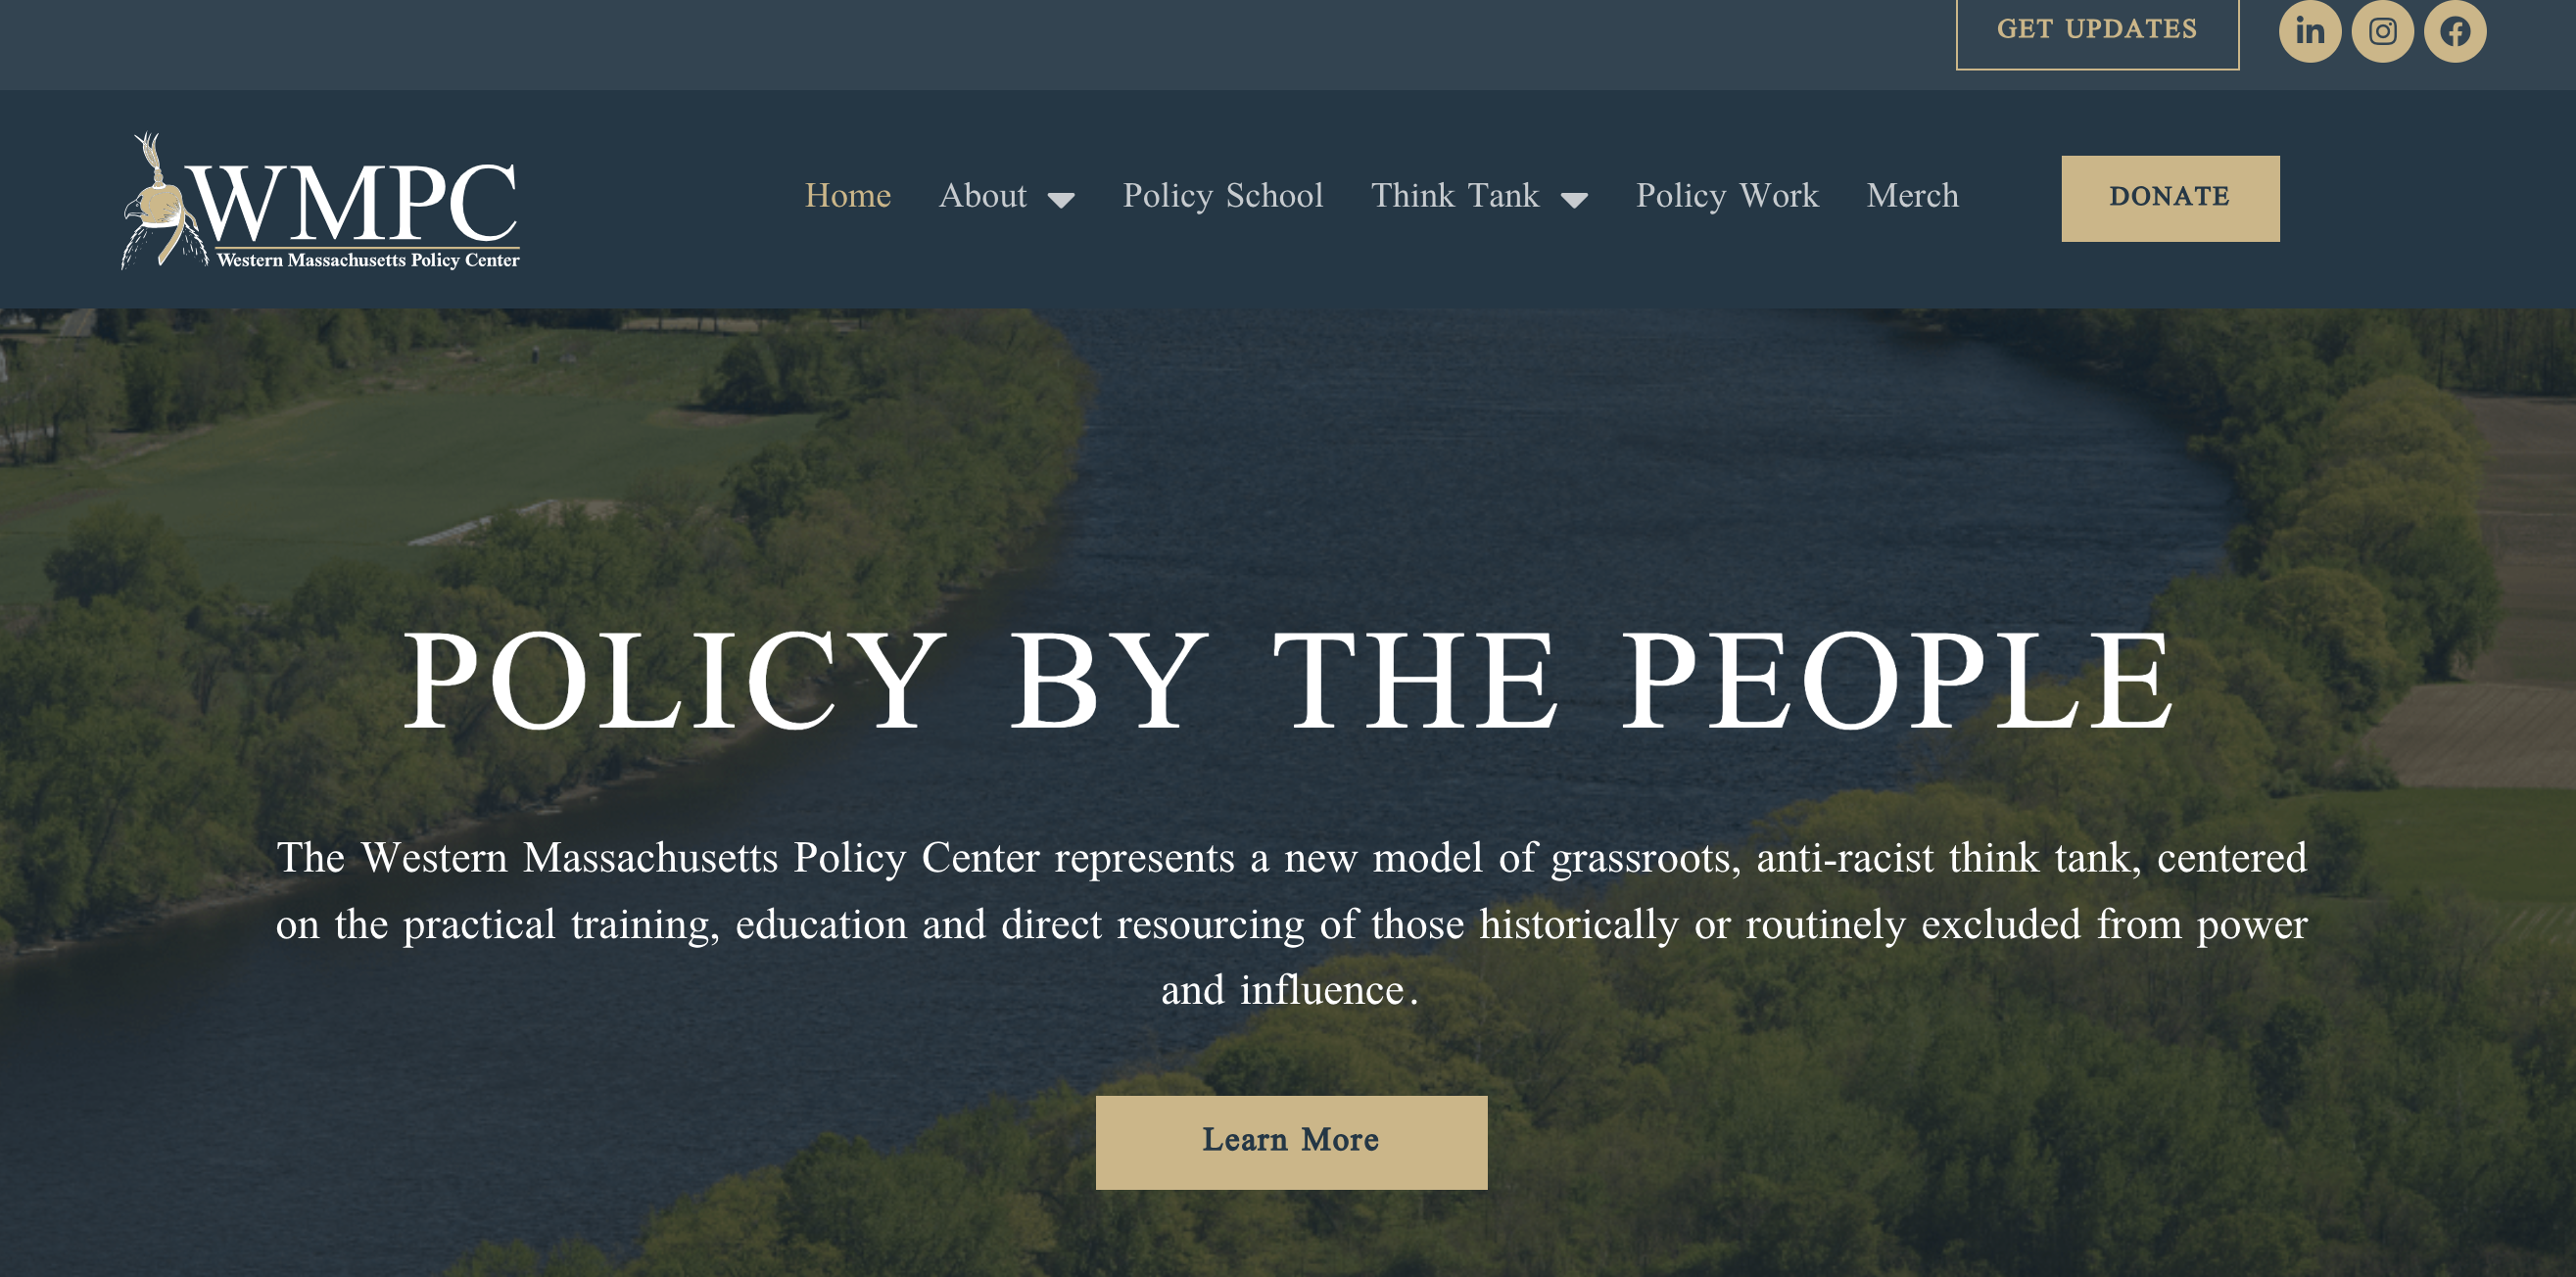 GET UPDATES
WMPC
Western Massachusetts Policy Center
Home About Policy School Think Tank Policy Work Merch DONATE
POLICY BY THE PEOPLE
The Western Massachusetts Policy Center represents a new model of grassroots, anti-racist think tank, centered
on the practical training, education and direct resourcing of those historically or routinely excluded from power
and influence.
Learn More